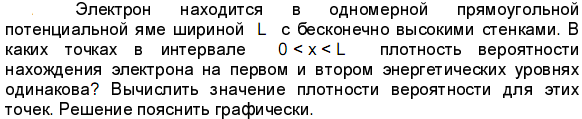 Электрон находится в одномерной прямоугольной
потенциальной яме шириной L с бесконечно высокими стенками. В
каких точках в интервале 0 < x < L плотность вероятности
нахождения электрона на первом и втором энергетических уровнях
одинакова? Вычислить значение плотности вероятности для этих
точек. Решение пояснить графически.